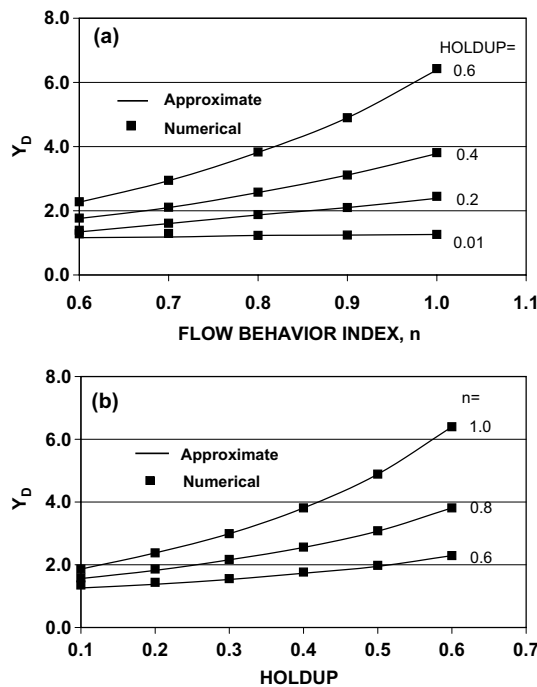 (a)
HOLDUP=
8.0
6.0
4.0
2.0
0.0
Y_D
Approximate
Numerical
0.6
0.4
0.2
0.01
0.6 0.7 0.8 0.9 1.0 1.1
FLOW BEHAVIOR INDEX, n
(b)
n=
8.0
6.0
4.0
2.0
0.0
Y_D
Approximate
Numerical
1.0
0.8
0.6
0.1 0.2 0.3 0.4 0.5 0.6 0.7
HOLDUP